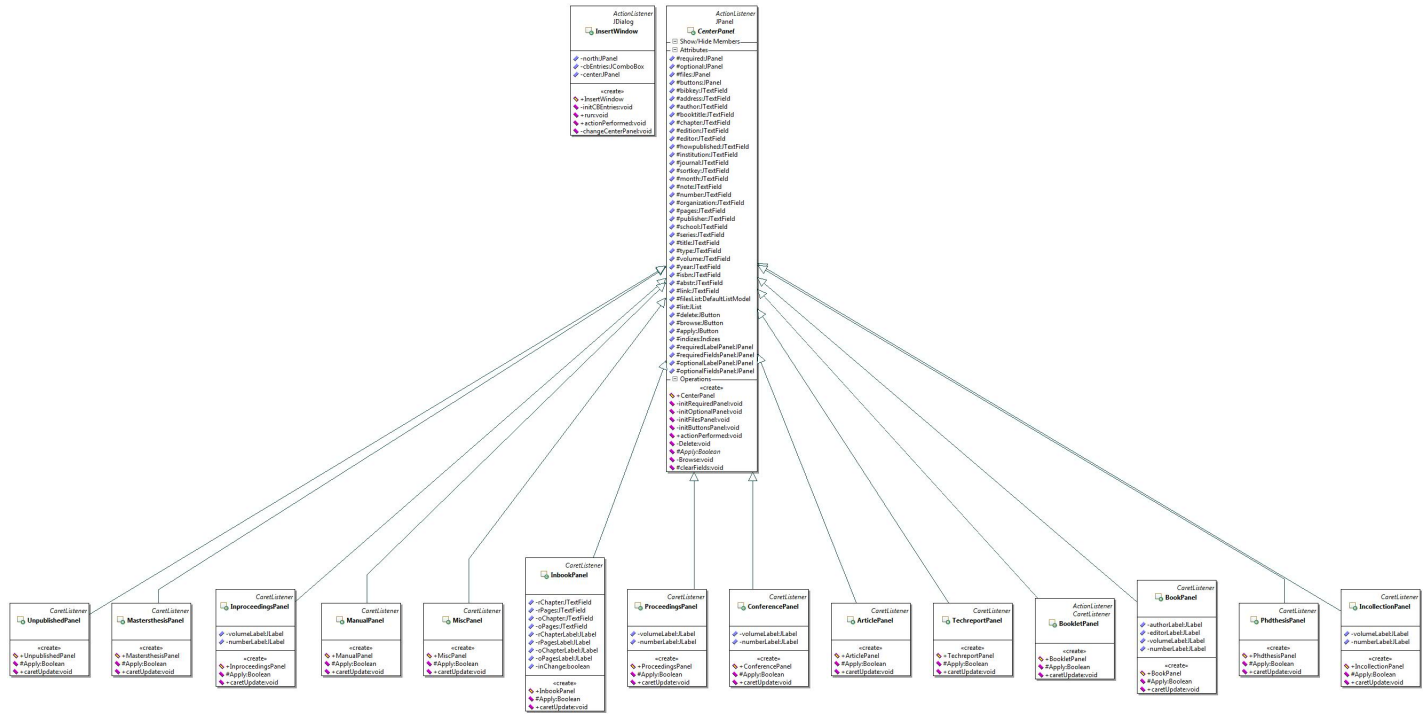 ActionListener
JDialog
InsertWindow
-north:JPanel
-cbEntries:JComboBox
-center:JPanel
«create»
+InsertWindow
-initCBEntries:void
+run:void
+actionPerformed:void
-changeCenterPanel:void
ActionListener
JPanel
CenterPanel
Show/Hide Members
Attributes
#required:JPanel
#optional:JPanel
#files:JPanel
#buttons:JPanel
#bibkey:JTextField
#address:JTextField
#author:JTextField
#booktitle:JTextField
#chapter:JTextField
#edition:JTextField
#editor:JTextField
#howpublished:JTextField
#institution:JTextField
#journal:JTextField
#sortkey:JTextField
#month:JTextField
#note:JTextField
#number:JTextField
#organization:JTextField
#pages:JTextField
#publisher:JTextField
#school:JTextField
#series:JTextField
#title:JTextField
#type:JTextField
#volume:JTextField
#year:JTextField
#isbn:JTextField
#abstr:JTextField
#link:JTextField
#filesList:DefaultListModel
#list:JList
#delete:JButton
#browse:JButton
#apply:JButton
#indizes:Indizes
#requiredLabelPanel:JPanel
#requiredFieldsPanel:JPanel
#optionalLabelPanel:JPanel
#optionalFieldsPanel:JPanel
Operations
«create»
+CenterPanel
-initRequiredPanel:void
-initOptionalPanel:void
-initFilesPanel:void
-initButtonsPanel:void
+actionPerformed:void
-Delete:void
#Apply:Boolean
-Browse:void
#clearFields:void
CaretListener
UnpublishedPanel
«create»
+UnpublishedPanel
#Apply:Boolean
+caretUpdate:void
CaretListener
MastersthesisPanel
«create»
+MastersthesisPanel
#Apply:Boolean
+caretUpdate:void
CaretListener
InproceedingsPanel
-volumeLabel:JLabel
-numberLabel:JLabel
«create»
+InproceedingsPanel
#Apply:Boolean
+caretUpdate:void
CaretListener
ManualPanel
«create»
+ManualPanel
#Apply:Boolean
+caretUpdate:void
CaretListener
MiscPanel
«create»
+MiscPanel
#Apply:Boolean
+caretUpdate:void
CaretListener
InbookPanel
-rChapter:JTextField
-rPages:JTextField
-oChapter:JTextField
-oPages:JTextField
-rChapterLabel:JLabel
-rPagesLabel:JLabel
-oChapterLabel:JLabel
-oPagesLabel:JLabel
-inChange:boolean
«create»
+InbookPanel
#Apply:Boolean
+caretUpdate:void
CaretListener
ProceedingsPanel
-volumeLabel:JLabel
-numberLabel:JLabel
«create»
+ProceedingsPanel
#Apply:Boolean
+caretUpdate:void
CaretListener
ConferencePanel
-volumeLabel:JLabel
-numberLabel:JLabel
«create»
+ConferencePanel
#Apply:Boolean
+caretUpdate:void
CaretListener
ArticlePanel
«create»
+ArticlePanel
#Apply:Boolean
+caretUpdate:void
CaretListener
TechreportPanel
«create»
+TechreportPanel
#Apply:Boolean
+caretUpdate:void
ActionListener
CaretListener
BookletPanel
«create»
+BookletPanel
#Apply:Boolean
+caretUpdate:void
CaretListener
BookPanel
-authorLabel:JLabel
-editorLabel:JLabel
-volumeLabel:JLabel
-numberLabel:JLabel
«create»
+BookPanel
#Apply:Boolean
+caretUpdate:void
CaretListener
PhdthesisPanel
«create»
+PhdthesisPanel
#Apply:Boolean
+caretUpdate:void
CaretListener
IncollectionPanel
-volumeLabel:JLabel
-numberLabel:JLabel
«create»
+IncollectionPanel
#Apply:Boolean
+caretUpdate:void